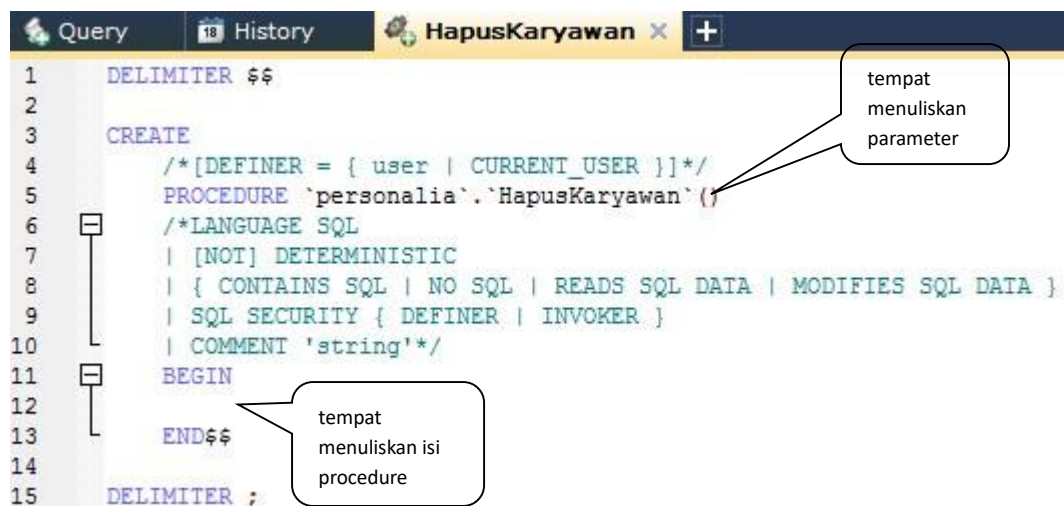 Query 18 History HapusKaryawan
1 DELIMITER $$
2
3 CREATE
4 /*[DEFINER = { user | CURRENT_USER }]*/
5 PROCEDURE `personalia`.`HapusKaryawan`()
6 /*LANGUAGE SQL
7 | [NOT] DETERMINISTIC
8 | { CONTAINS SQL | NO SQL | READS SQL DATA | MODIFIES SQL DATA }
9 | SQL SECURITY { DEFINER | INVOKER }
10 | COMMENT 'string'*/
11 BEGIN
12
13 END$$
14
15 DELIMITER ;
tempat
menuliskan
parameter
tempat
menuliskan isi
procedure